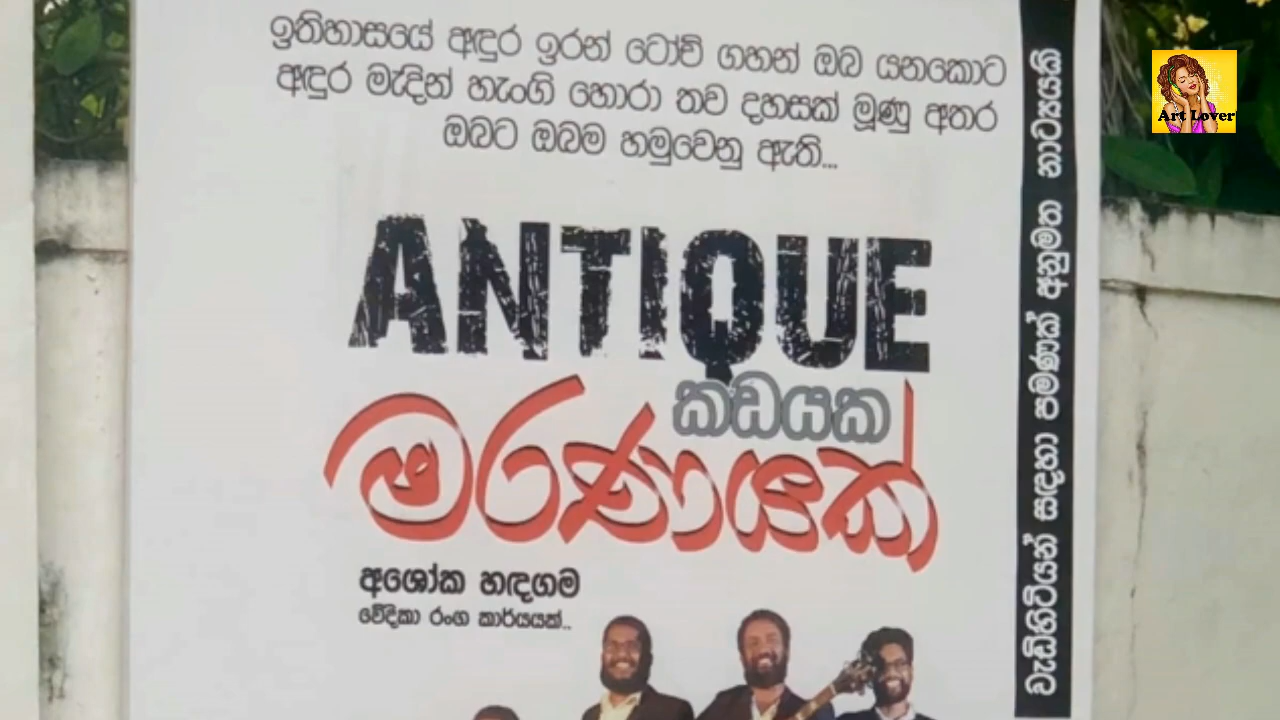 ඉතිහාසයේ අඳුර ඉරන් ටෝච් ගහන් ඔබ යනකොට
අඳුර මැදින් හැංගි හොරා තව දහසක් මූණු අතර
ඔබට ඔබම හමුවෙනු ඇති...
ANTIQUE
කඩයක
මරණයක්
අශෝක හඳගම
වේදිකා රංග කාර්යයක්..
වැඩිහිටියන් සඳහා පමණක් අනුමත නාට්‍යයකි
Art Lover